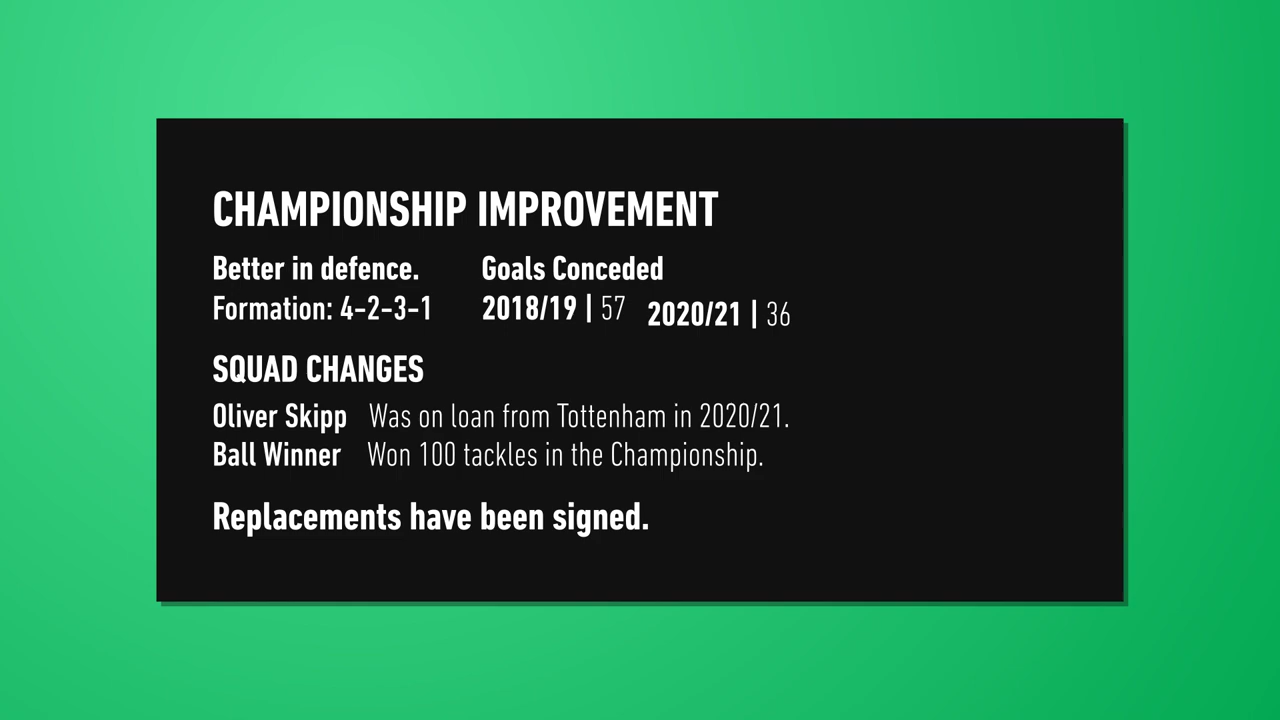 CHAMPIONSHIP IMPROVEMENT
Better in defence. Goals Conceded
Formation: 4-2-3-1 2018/19 | 57 2020/21 | 36
SQUAD CHANGES
Oliver Skipp Was on loan from Tottenham in 2020/21.
Ball Winner Won 100 tackles in the Championship.
Replacements have been signed.